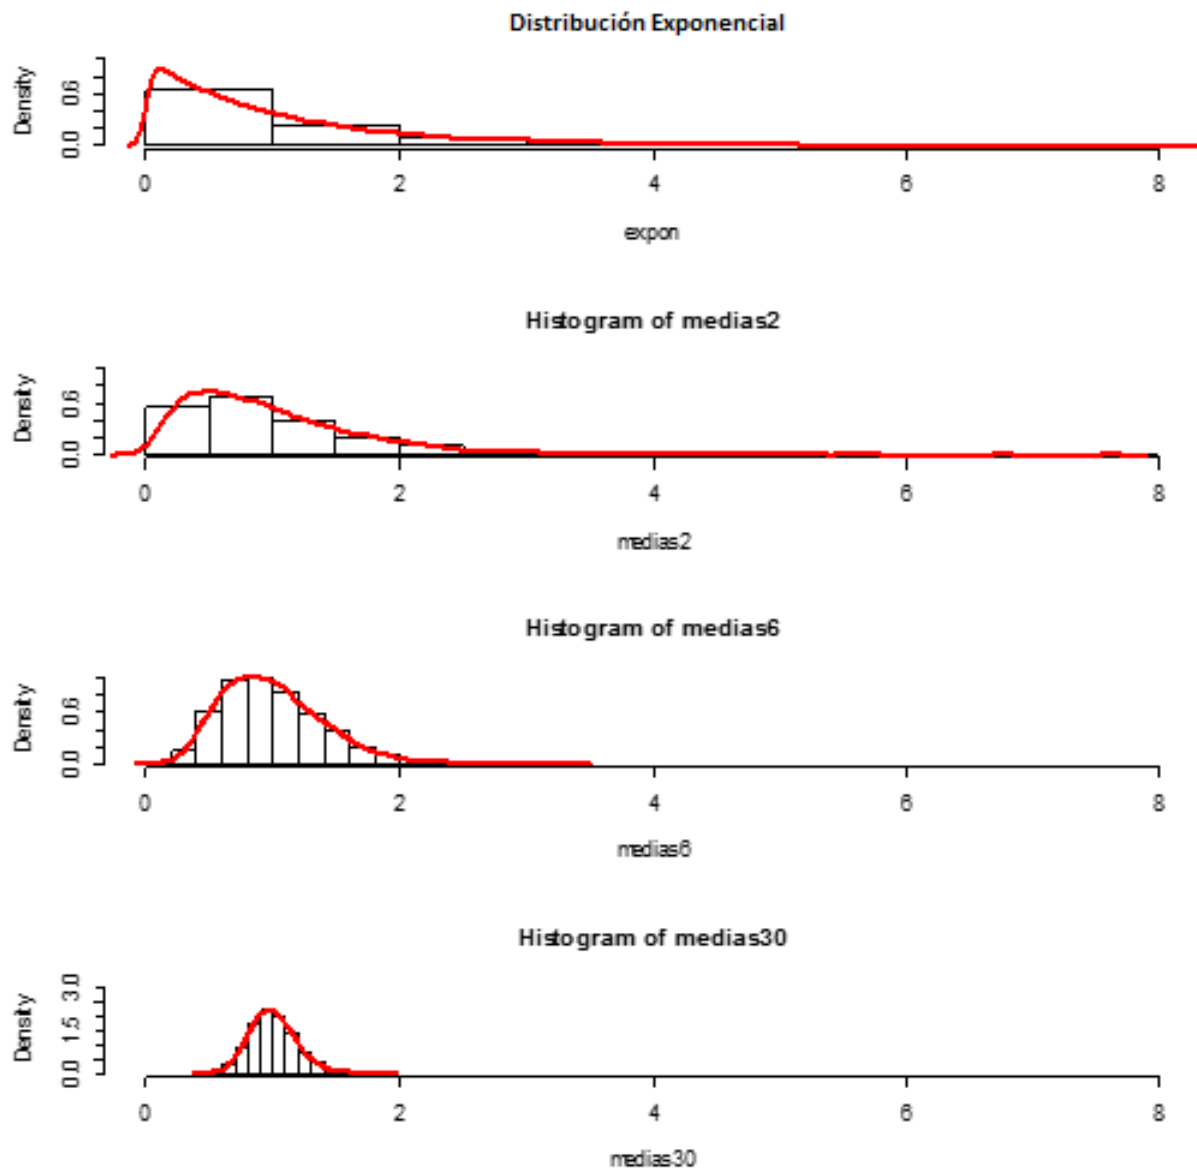 Distribución Exponencial
Density
0.0 0.6
0 2 4 6 8
expon
Histogram of medias2
Density
0.0 0.6
0 2 4 6 8
medias2
Histogram of medias6
Density
0.0 0.6
0 2 4 6 8
medias6
Histogram of medias30
Density
0.0 1.5 3.0
0 2 4 6 8
medias30